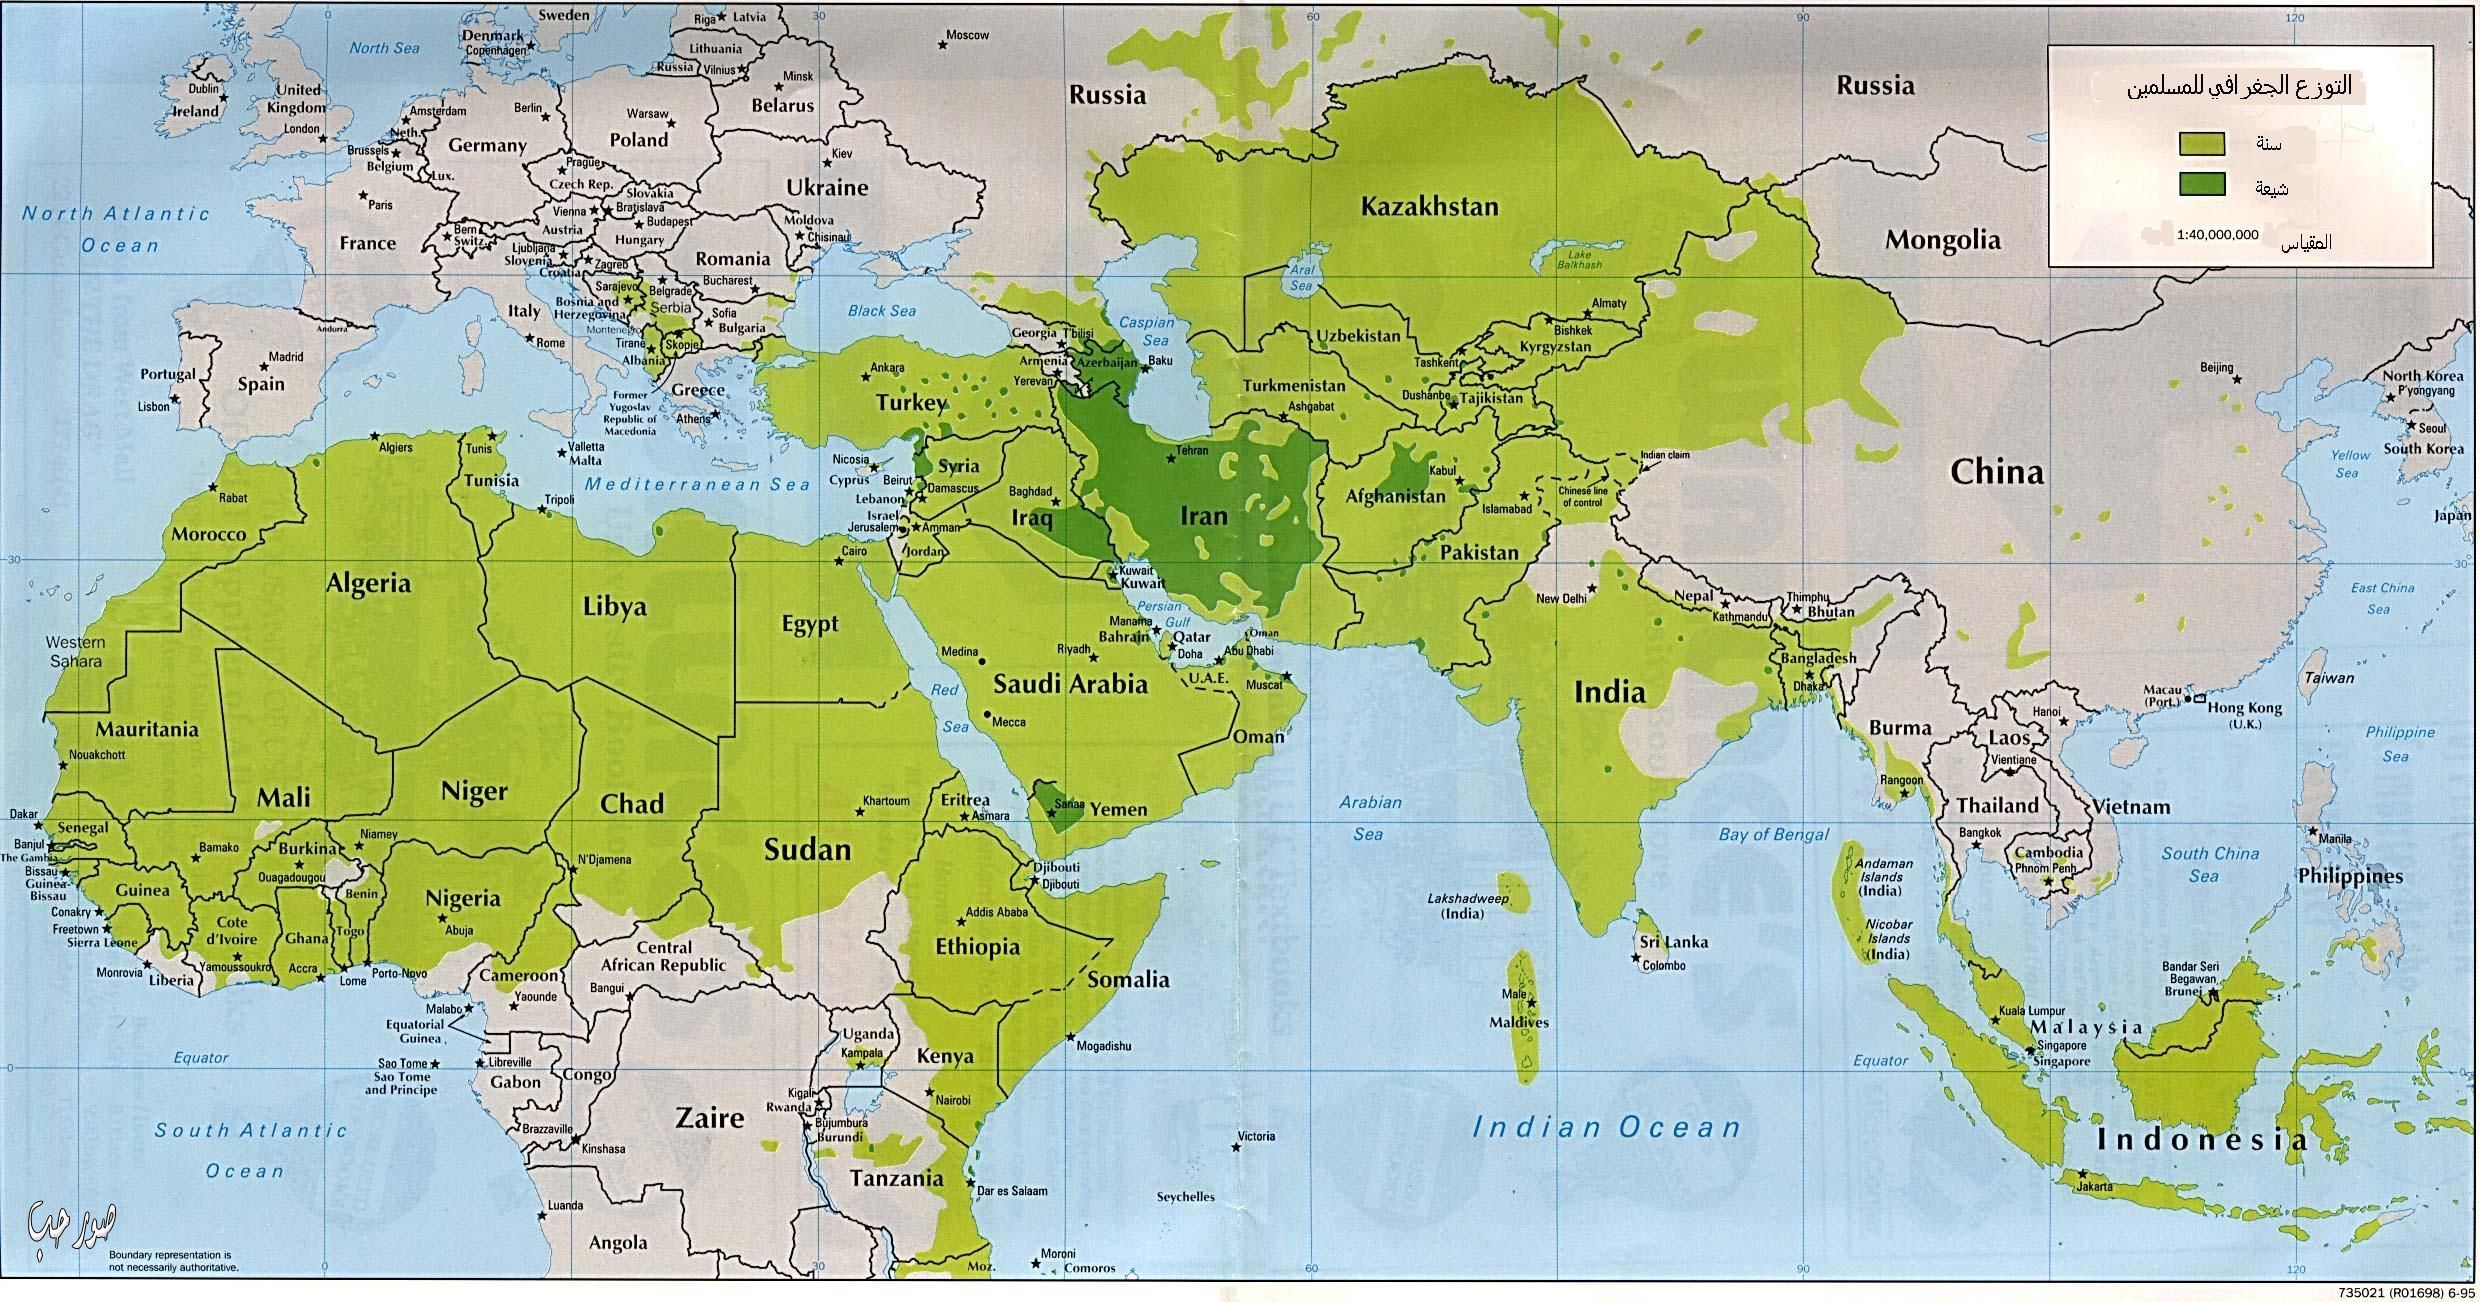 التوزع الجغرافي للمسلمين
سنة
شيعة
1:40,000,000 المقياس
0
30
60
90
120
Sweden
Riga Latvia
Moscow
North Sea
Denmark
Copenhagen
Lithuania
Russia
Vilnius
Minsk
Belarus
Russia
Russia
Dublin
Ireland
United
Kingdom
London
Amsterdam
Neth.
Berlin
Germany
Warsaw
Poland
Brussels
Belgium
Lux.
Prague
Czech Rep.
Kiev
Ukraine
Kazakhstan
Mongolia
Paris
France
Slovakia
Bratislava
Vienna
Austria
Budapest
Hungary
Moldova
Chisinau
Bern
Switz.
Ljubljana
Slovenia
Croatia
Zagreb
Romania
Bucharest
North Atlantic
Ocean
Sarajevo
Bosnia and
Herzegovina
Belgrade
Serbia
Montenegro
Sofia
Bulgaria
Italy
Rome
Andorra
Tirane
Albania
Skopje
Former
Yugoslav
Republic of
Macedonia
Greece
Athens
Black Sea
Caspian
Sea
Aral
Sea
Lake
Balkhash
Almaty
Bishkek
Kyrgyzstan
Uzbekistan
Tashkent
Georgia T'bilisi
Armenia
Yerevan
Azerbaijan
Baku
Turkmenistan
Ashgabat
Dushanbe
Tajikistan
Beijing
North Korea
P'yongyang
Seoul
South Korea
Yellow
Sea
Japan
Portugal
Lisbon
Madrid
Spain
Ankara
Turkey
Algiers
Tunis
Tunisia
Valletta
Malta
Mediterranean Sea
Nicosia
Cyprus
Beirut
Lebanon
Syria
Damascus
Israel
Jerusalem
Amman
Jordan
Baghdad
Iraq
Tehran
Iran
Kabul
Afghanistan
Islamabad
Pakistan
Indian claim
Chinese line
of control
China
Rabat
Morocco
Tripoli
Cairo
Algeria
Libya
Egypt
30
30
Kuwait
Kuwait
Persian
Gulf
Manama
Bahrain
Qatar
Doha
Oman
Abu Dhabi
U.A.E.
Muscat
Medina
Riyadh
Saudi Arabia
Mecca
Oman
Red
Sea
New Delhi
Nepal
Kathmandu
Thimphu
Bhutan
Bangladesh
Dhaka
India
East China
Sea
Taiwan
Macau
(Port.)
Hong Kong
(U.K.)
Philippine
Sea
Western
Sahara
Mauritania
Nouakchott
Mali
Niger
Chad
Sudan
Khartoum
Eritrea
Asmara
Sanaa
Yemen
Arabian
Sea
Bay of Bengal
Burma
Rangoon
Hanoi
Laos
Vientiane
Thailand
Bangkok
Vietnam
Cambodia
Phnom Penh
South China
Sea
Manila
Philippines
Dakar
Senegal
Banjul
The Gambia
Bissau
Guinea-
Bissau
Bamako
Burkina
Ouagadougou
Niamey
N'Djamena
Guinea
Conakry
Freetown
Sierra Leone
Monrovia
Liberia
Cote
d'Ivoire
Yamoussoukro
Ghana
Accra
Togo
Lome
Benin
Porto-Novo
Nigeria
Abuja
Djibouti
Djibouti
Addis Ababa
Ethiopia
Somalia
Mogadishu
Central
African Republic
Bangui
Cameroon
Yaounde
Malabo
Equatorial
Guinea
Lakshadweep
(India)
Andaman
Islands
(India)
Nicobar
Islands
(India)
Sri Lanka
Colombo
Male
Maldives
Bandar Seri
Begawan
Brunei
Kuala Lumpur
Malaysia
Singapore
Singapore
Equator
Equator
0
Sao Tome
Sao Tome
and Principe
Libreville
Gabon
Congo
Brazzaville
Kinshasa
Zaire
Uganda
Kampala
Kenya
Nairobi
Kigali
Rwanda
Bujumbura
Burundi
Tanzania
Dar es Salaam
Victoria
Seychelles
Indian Ocean
Indonesia
Jakarta
South Atlantic
Ocean
Luanda
Angola
Moz.
Moroni
Comoros
صور حب
Boundary representation is
not necessarily authoritative.
0
30
60
90
120
735021 (R01698) 6-95